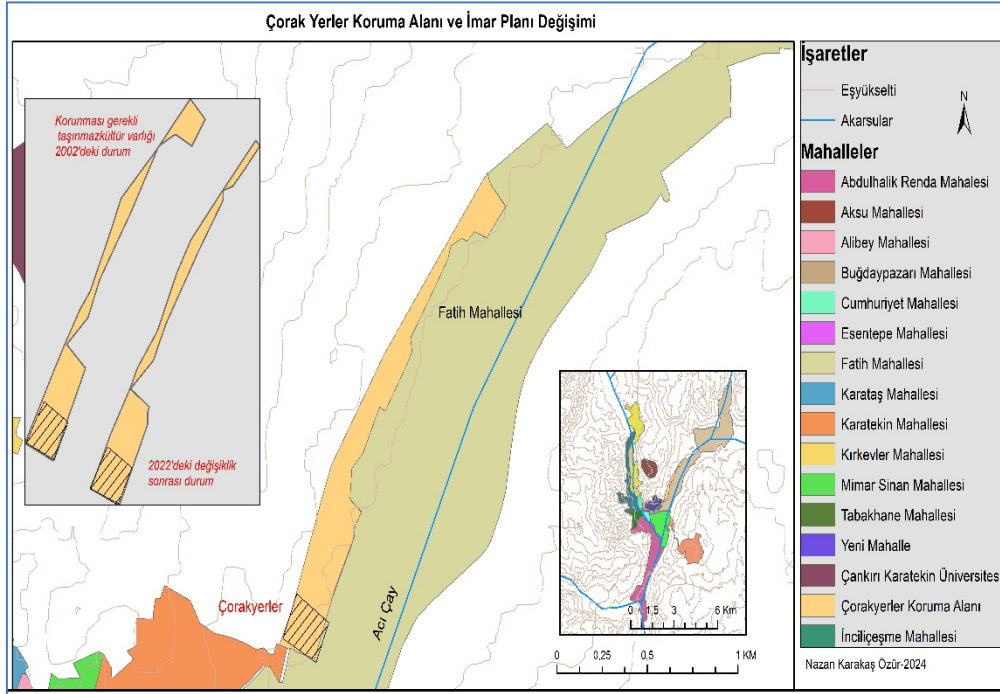 Çorak Yerler Koruma Alanı ve İmar Planı Değişimi
Korunması gerekli
taşınmazkültür varlığı
2002'deki durum
2022'deki değişiklik
sonrası durum
Fatih Mahallesi
Çorakyerler
Acı Çay
0 1,5 3 6 Km
0 0,25 0,5 1 KM
İşaretler
Eşyükselti
Akarsular
N
Mahalleler
Abdulhalik Renda Mahalesi
Aksu Mahallesi
Alibey Mahallesi
Buğdaypazarı Mahallesi
Cumhuriyet Mahallesi
Esentepe Mahallesi
Fatih Mahallesi
Karataş Mahallesi
Karatekin Mahallesi
Kırkevler Mahallesi
Mimar Sinan Mahallesi
Tabakhane Mahallesi
Yeni Mahalle
Çankırı Karatekin Üniversites
Çorakyerler Koruma Alanı
İnciliçeşme Mahallesi
Nazan Karakaş Özür-2024